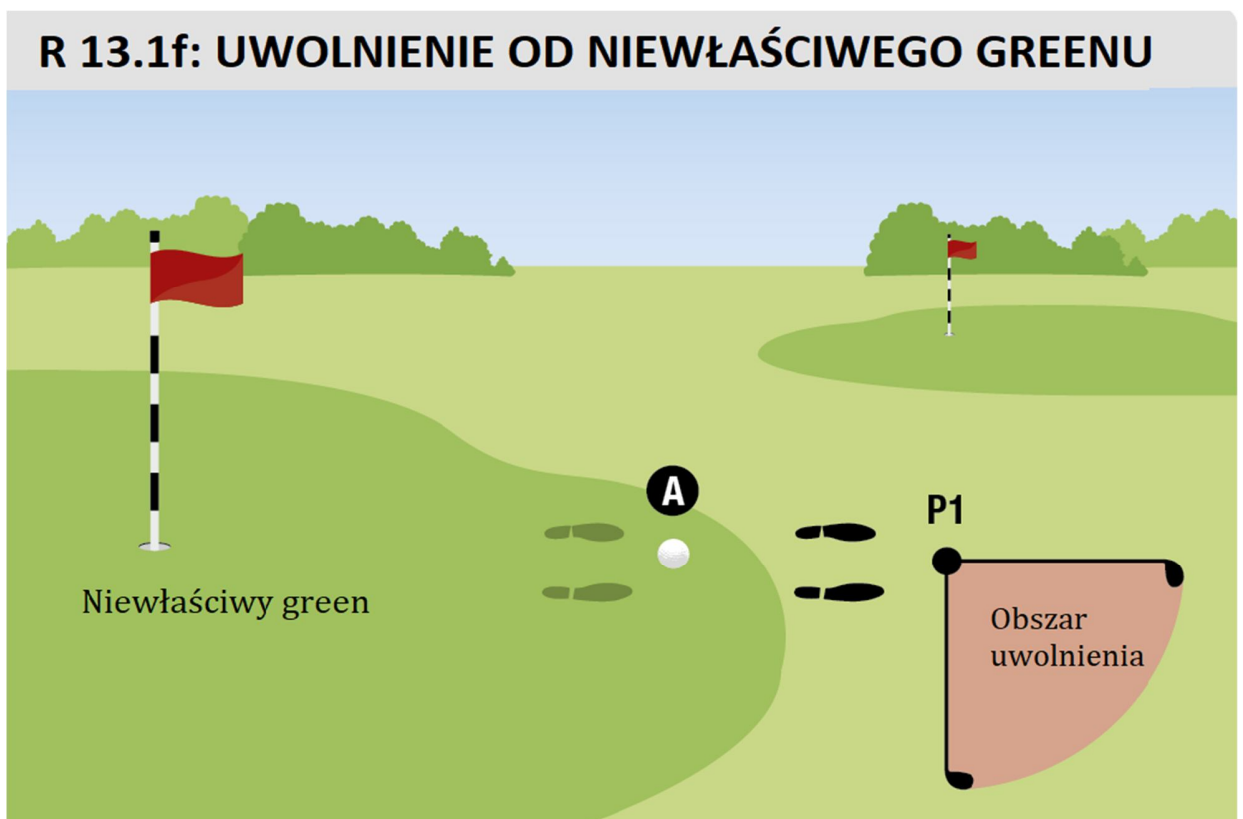 R 13.1f: UWOLNIENIE OD NIEWŁAŚCIWEGO GREENU
A
P1
Niewłaściwy green
Obszar
uwolnienia